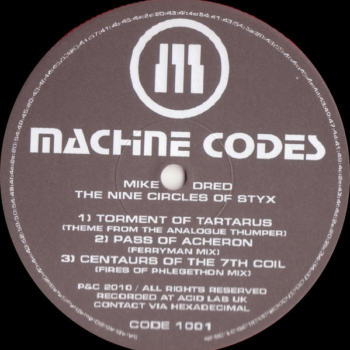 MACHINE CODES
MIKE DRED
THE NINE CIRCLES OF STYX
1) TORMENT OF TARTARUS
(THEME FROM THE ANALOGUE THUMPER)
2) PASS OF ACHERON
(FERRYMAN MIX)
3) CENTAURS OF THE 7TH COIL
(FIRES OF PHLEGETHON MIX)
P&C 2010 / ALL RIGHTS RESERVED
RECORDED AT ACID LAB UK
CONTACT VIA HEXADECIMAL
CODE 1001